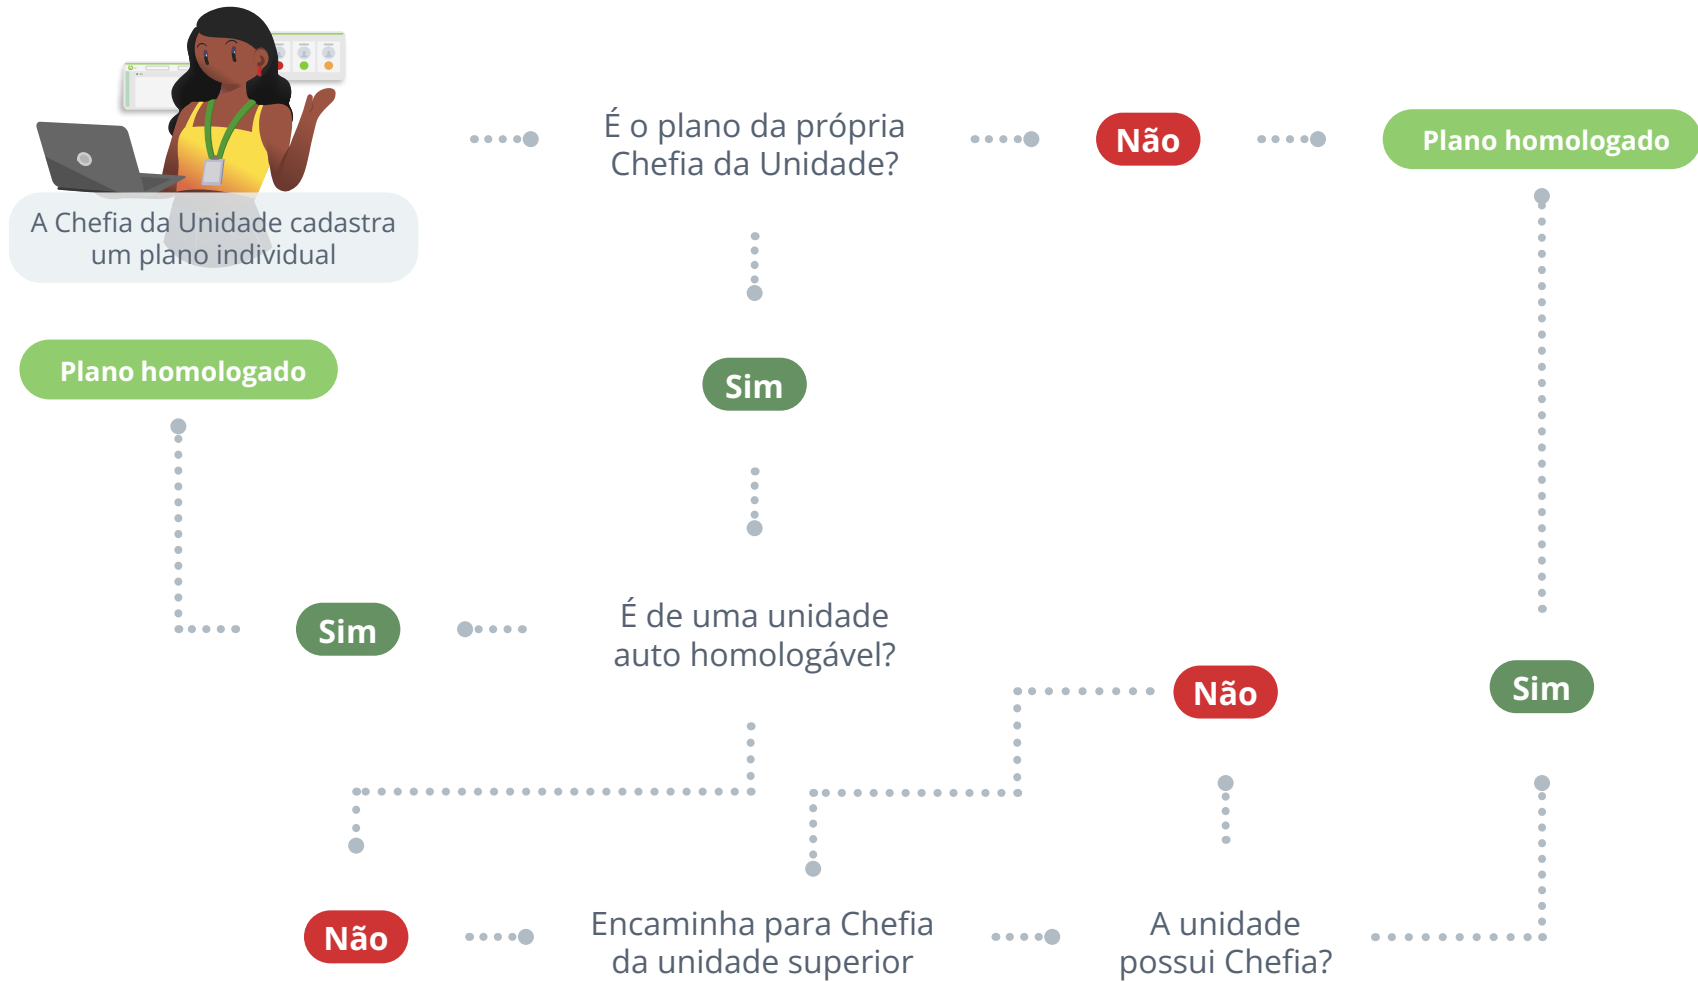 É o plano da própria
Chefia da Unidade?
Não
Plano homologado
A Chefia da Unidade cadastra
um plano individual
Plano homologado
Sim
É de uma unidade
auto homologável?
Sim
Não
Sim
Não
Encaminha para Chefia
da unidade superior
A unidade
possui Chefia?